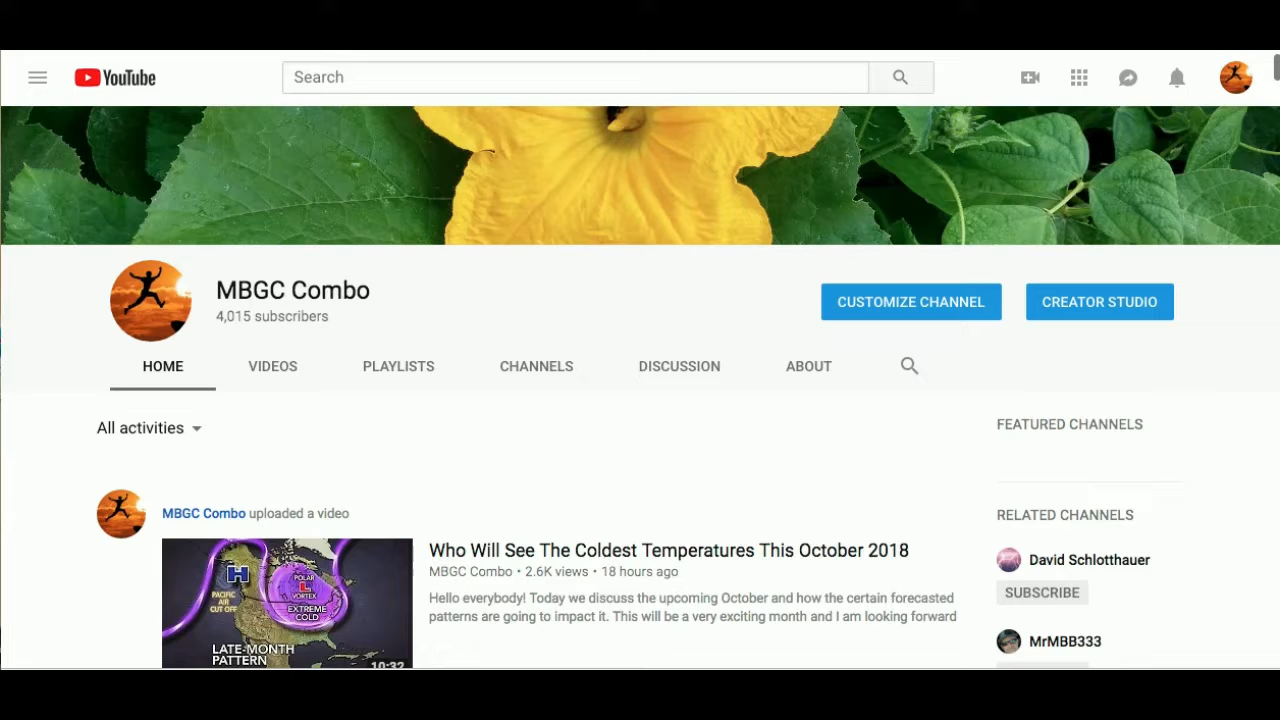 YouTube
Search
MBGC Combo
4,015 subscribers
CUSTOMIZE CHANNEL
CREATOR STUDIO
HOME
VIDEOS
PLAYLISTS
CHANNELS
DISCUSSION
ABOUT
All activities
FEATURED CHANNELS
MBGC Combo uploaded a video
H
PACIFIC
AIR
CUT OFF
POLAR
L
VORTEX
EXTREME
COLD
LATE-MONTH
PATTERN
10:32
Who Will See The Coldest Temperatures This October 2018
MBGC Combo • 2.6K views • 18 hours ago
Hello everybody! Today we discuss the upcoming October and how the certain forecasted
patterns are going to impact it. This will be a very exciting month and I am looking forward
RELATED CHANNELS
David Schlotthauer
SUBSCRIBE
MrMBB333